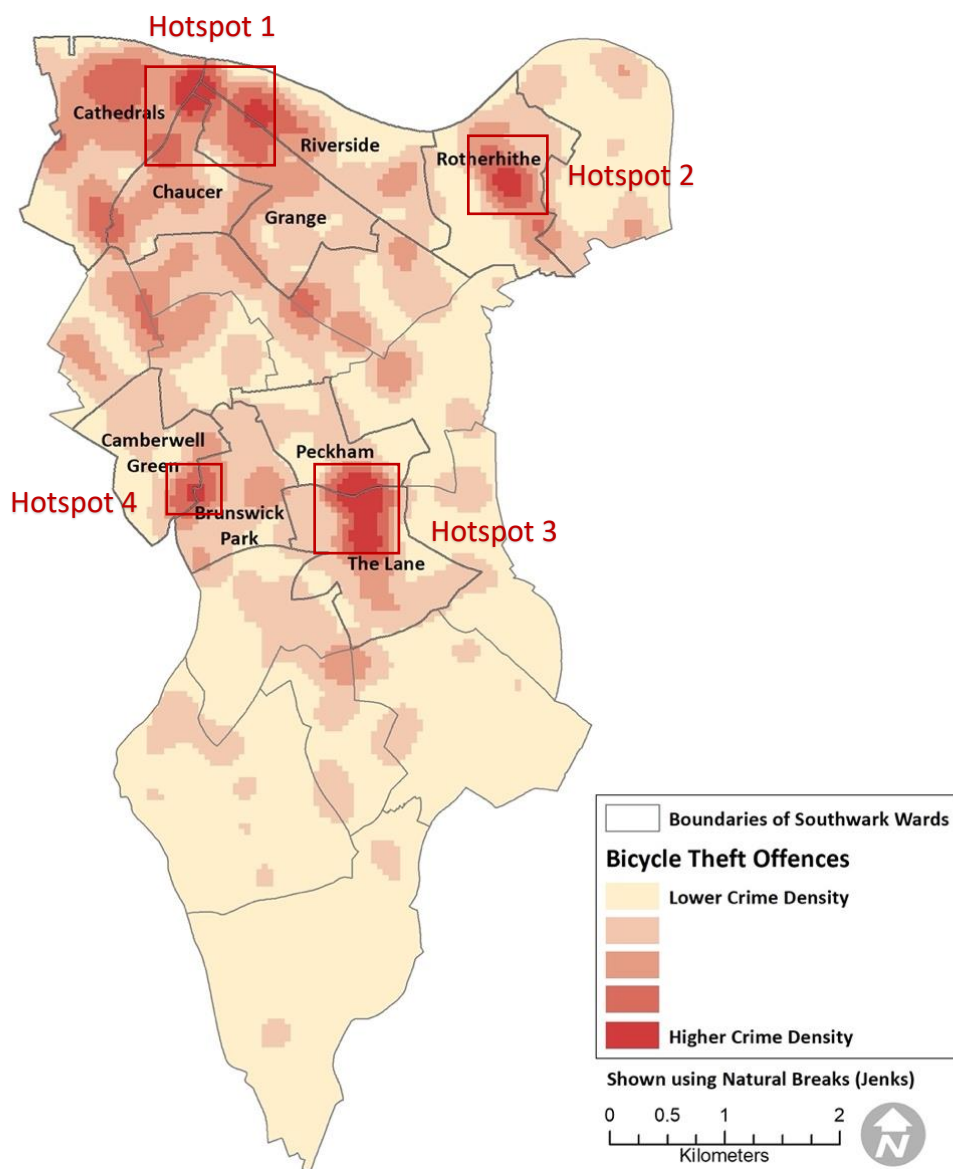 Hotspot 1
Cathedrals
Riverside
Rotherhithe
Hotspot 2
Chaucer
Grange
Camberwell
Green
Peckham
Hotspot 4
Brunswick
Park
Hotspot 3
The Lane
Boundaries of Southwark Wards
Bicycle Theft Offences
Lower Crime Density
Higher Crime Density
Shown using Natural Breaks (Jenks)
0 0.5 1 2
Kilometers
N